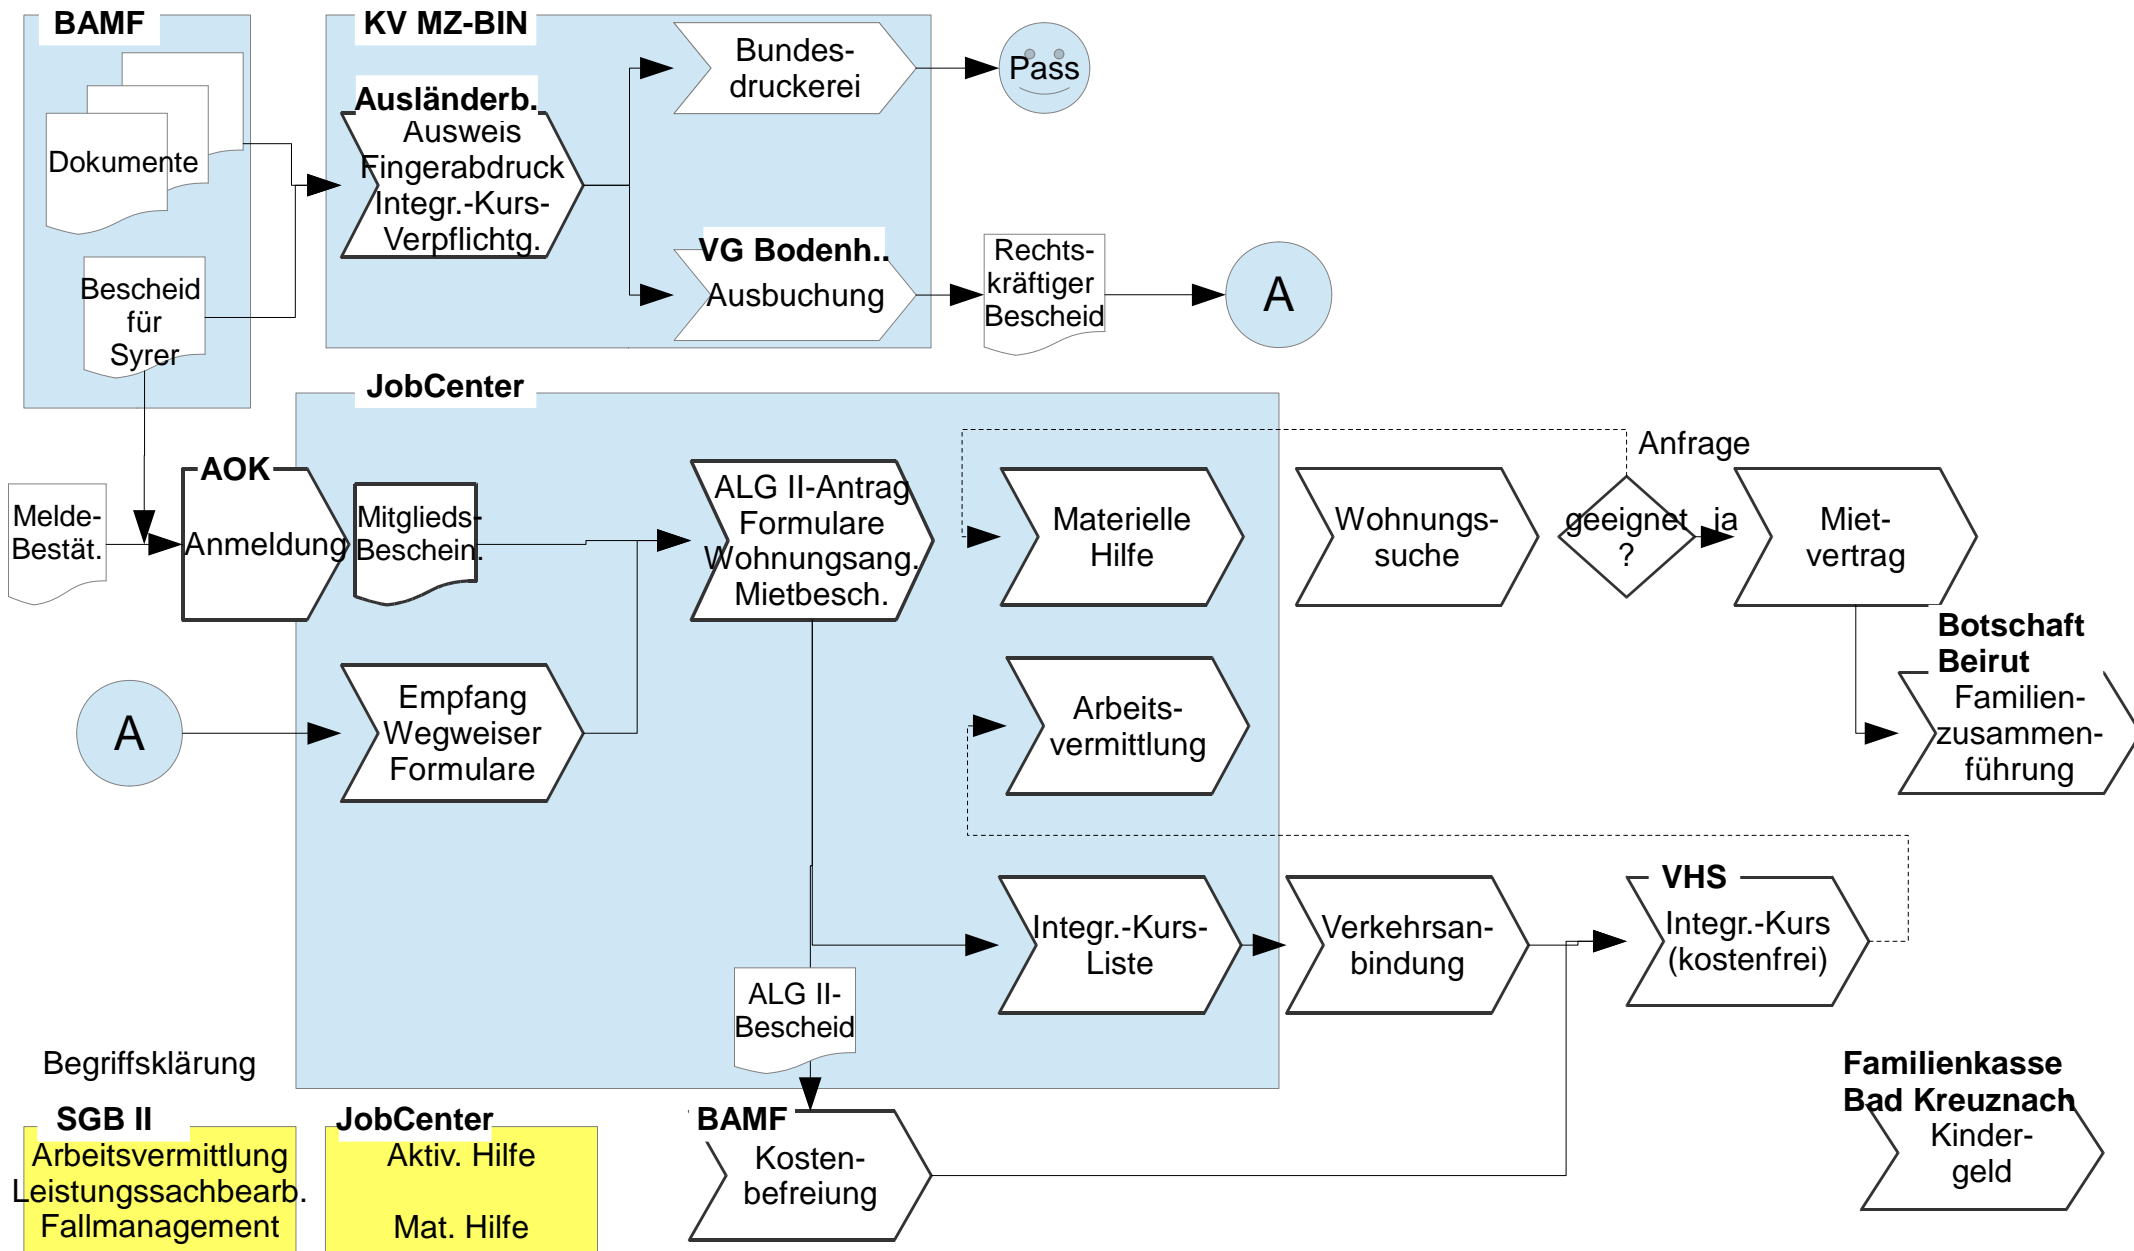 BAMF
Dokumente
Bescheid
für
Syrer
KV MZ-BIN
Ausländerb.
Ausweis
Fingerabdruck
Integr.-Kurs-
Verpflichtg.
Bundes-
druckerei
Pass
VG Bodenh..
Ausbuchung
Rechts-
kräftiger
Bescheid
A
JobCenter
Melde-
Bestät.
AOK
Anmeldung
Mitglieds-
Beschein.
ALG II-Antrag
Formulare
Wohnungsang.
Mietbesch.
Materielle
Hilfe
Wohnungs-
suche
Anfrage
geeignet
?
ja
Miet-
vertrag
Botschaft
Beirut
Familien-
zusammen-
führung
A
Empfang
Wegweiser
Formulare
Arbeits-
vermittlung
Integr.-Kurs-
Liste
Verkehrsan-
bindung
VHS
Integr.-Kurs
(kostenfrei)
ALG II-
Bescheid
BAMF
Kosten-
befreiung
Familienkasse
Bad Kreuznach
Kinder-
geld
Begriffsklärung
SGB II
Arbeitsvermittlung
Leistungssachbearb.
Fallmanagement
JobCenter
Aktiv. Hilfe
Mat. Hilfe